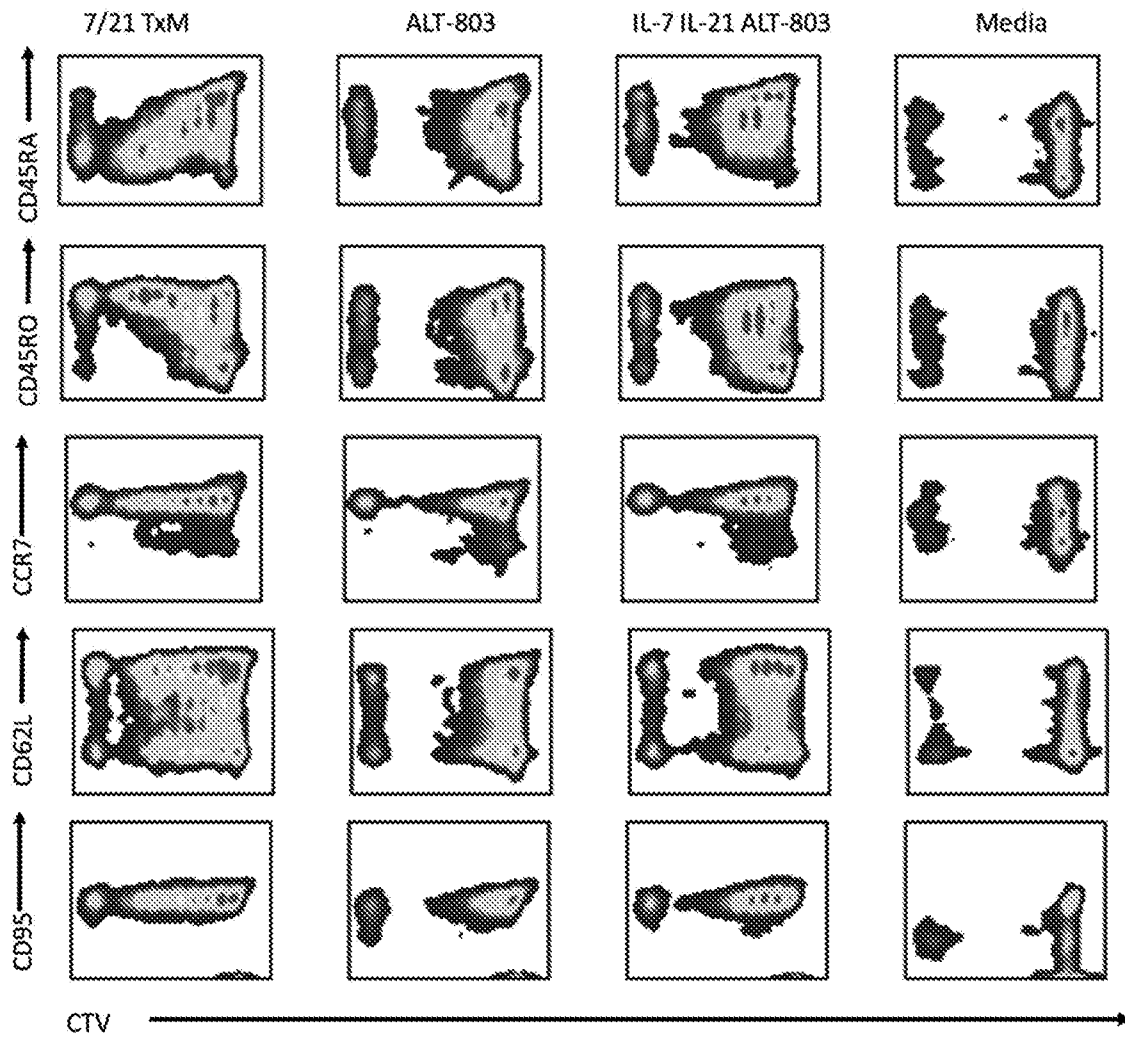 7/21 TxM ALT-803 IL-7 IL-21 ALT-803 Media
CD45RA
CD45RO
CCR7
CD62L
CD95
CTV